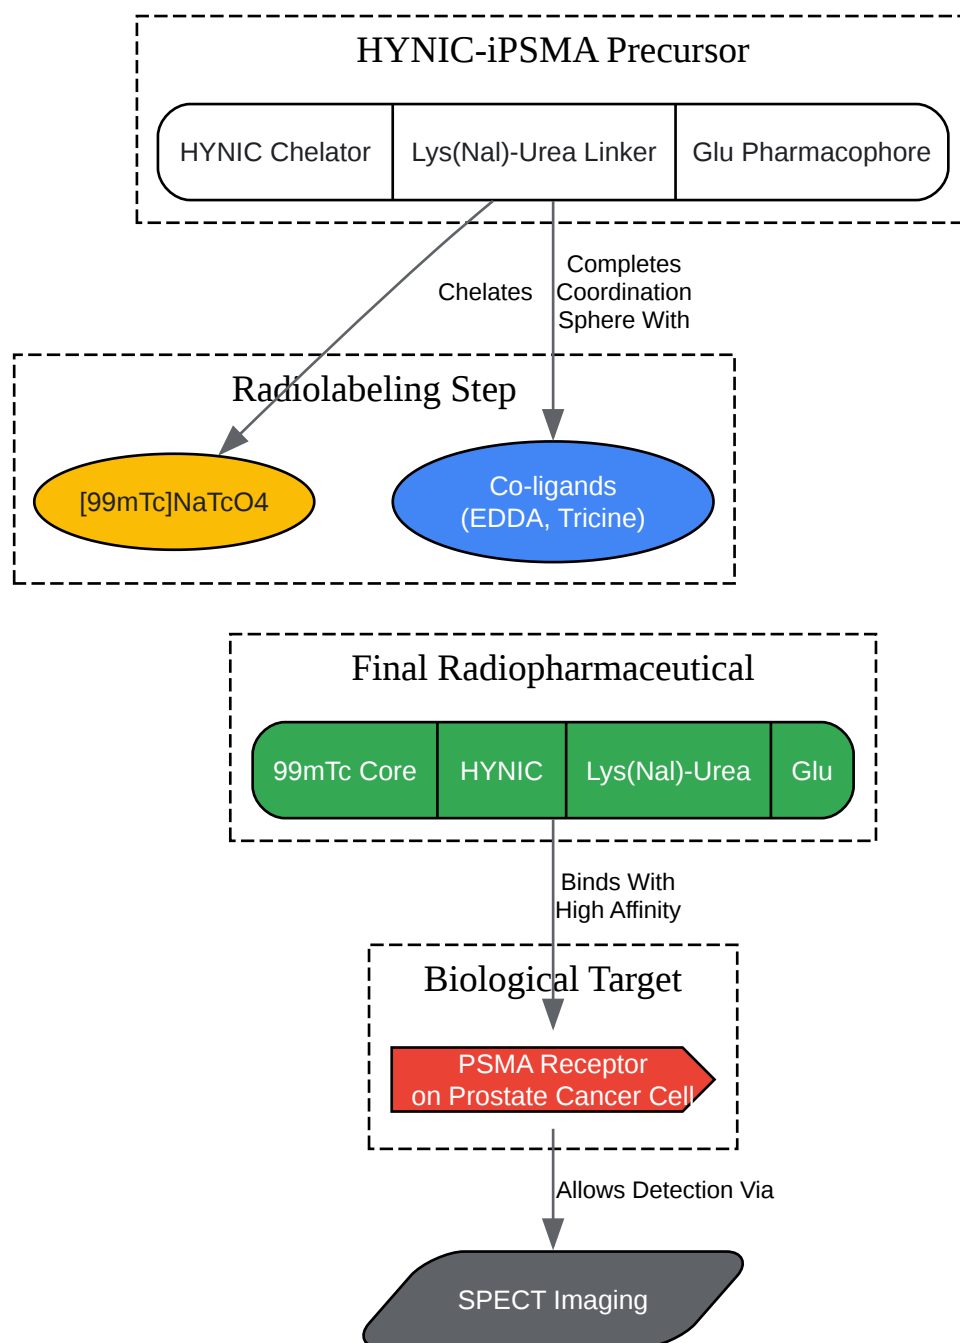 HYNIC-iPSMA Precursor
HYNIC Chelator
Lys(Nal)-Urea Linker
Glu Pharmacophore
Chelates
Completes
Coordination
Sphere With
Radiolabeling Step
[99mTc]NaTcO4
Co-ligands
(EDDA, Tricine)
Final Radiopharmaceutical
99mTc Core
HYNIC
Lys(Nal)-Urea
Glu
Binds With
High Affinity
Biological Target
PSMA Receptor
on Prostate Cancer Cell
Allows Detection Via
SPECT Imaging